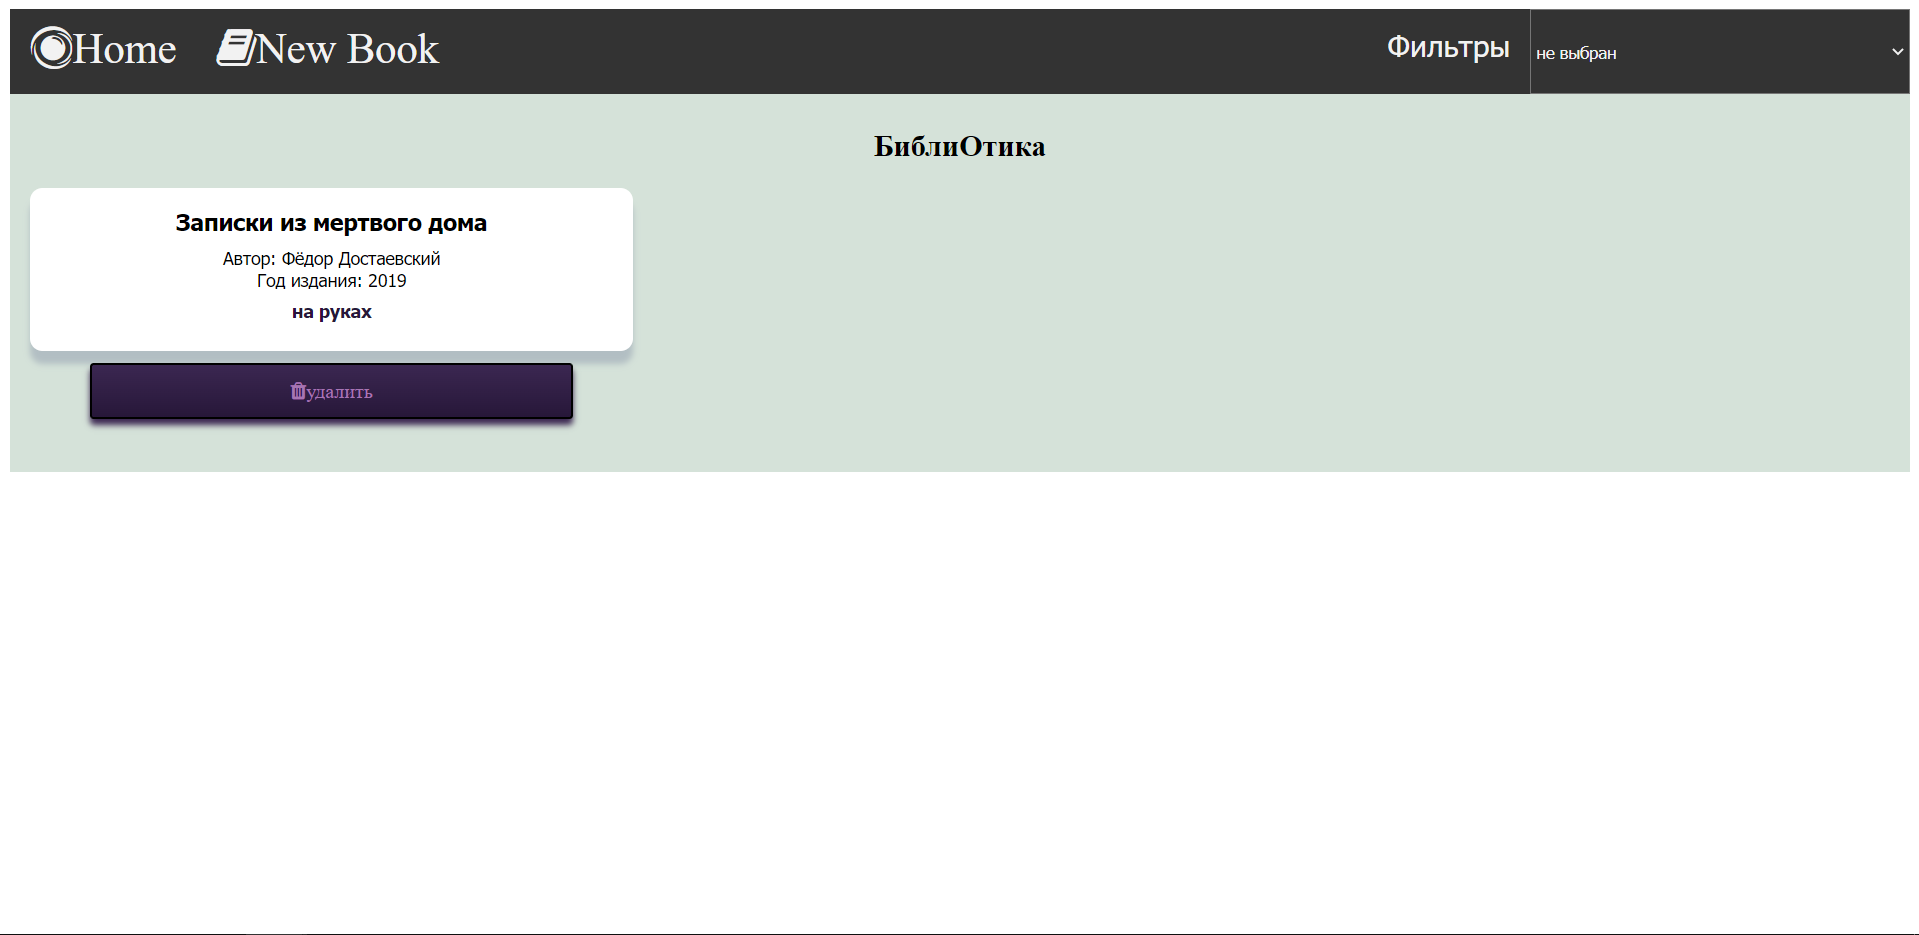 Home New Book Фильтры не выбран
БиблиОтика
Записки из мертвого дома
Автор: Фёдор Достаевский
Год издания: 2019
на руках
удалить